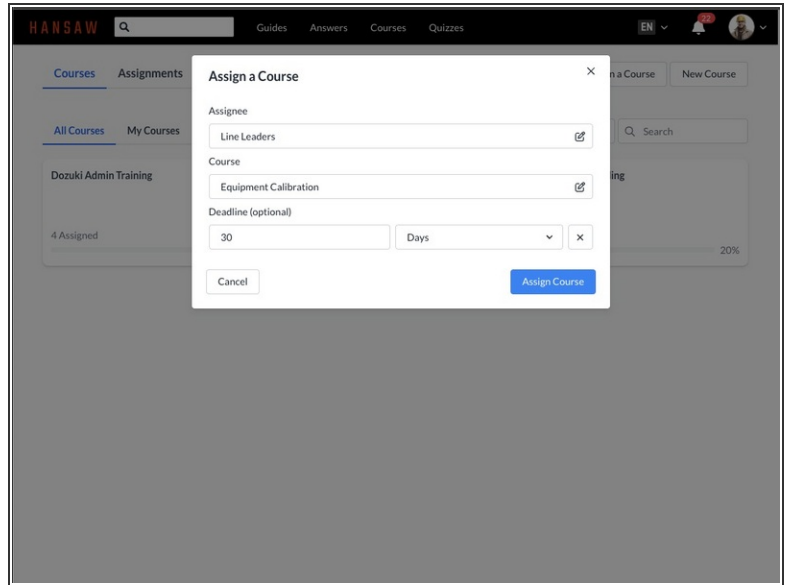 HANSAW Guides Answers Courses Quizzes EN 22
Courses Assignments n a Course New Course
Assign a Course
Assignee
Line Leaders
All Courses My Courses Search
Course
Equipment Calibration
Dozuki Admin Training ing
Deadline (optional)
30 Days
4 Assigned
20%
Cancel Assign Course